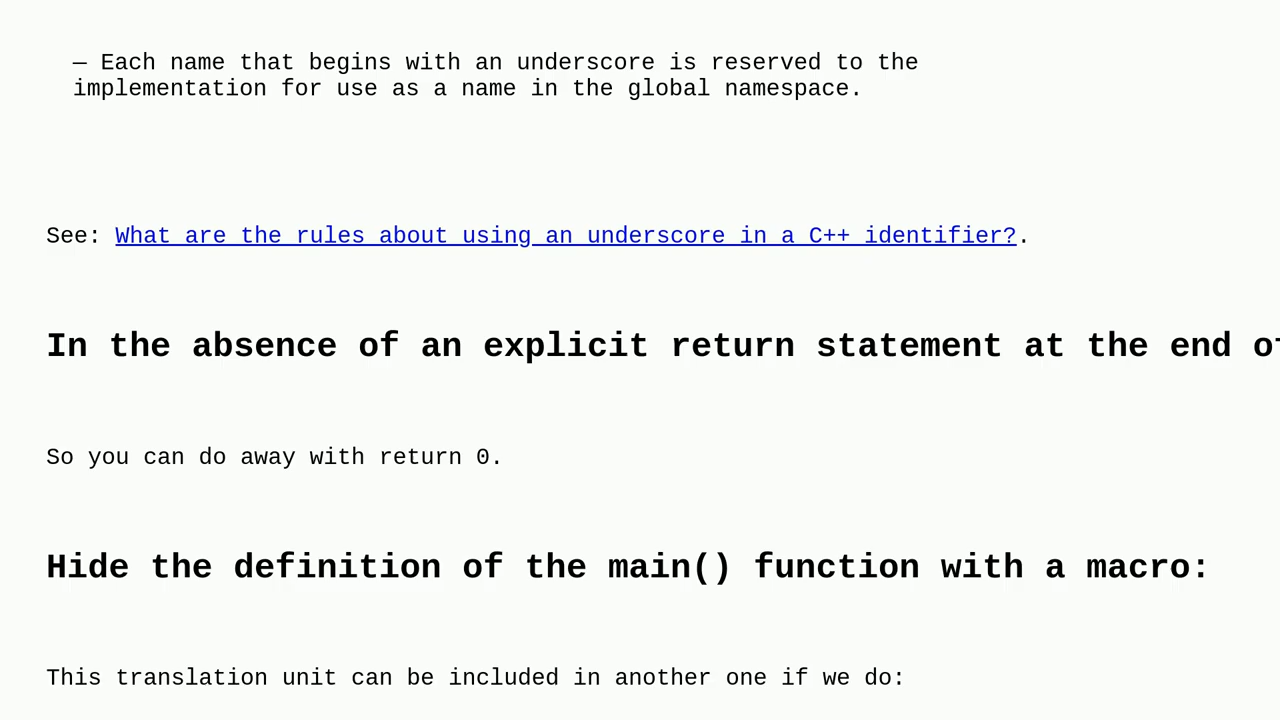 — Each name that begins with an underscore is reserved to the
implementation for use as a name in the global namespace.
See: What are the rules about using an underscore in a C++ identifier?.
In the absence of an explicit return statement at the end of
So you can do away with return 0.
Hide the definition of the main() function with a macro:
This translation unit can be included in another one if we do: